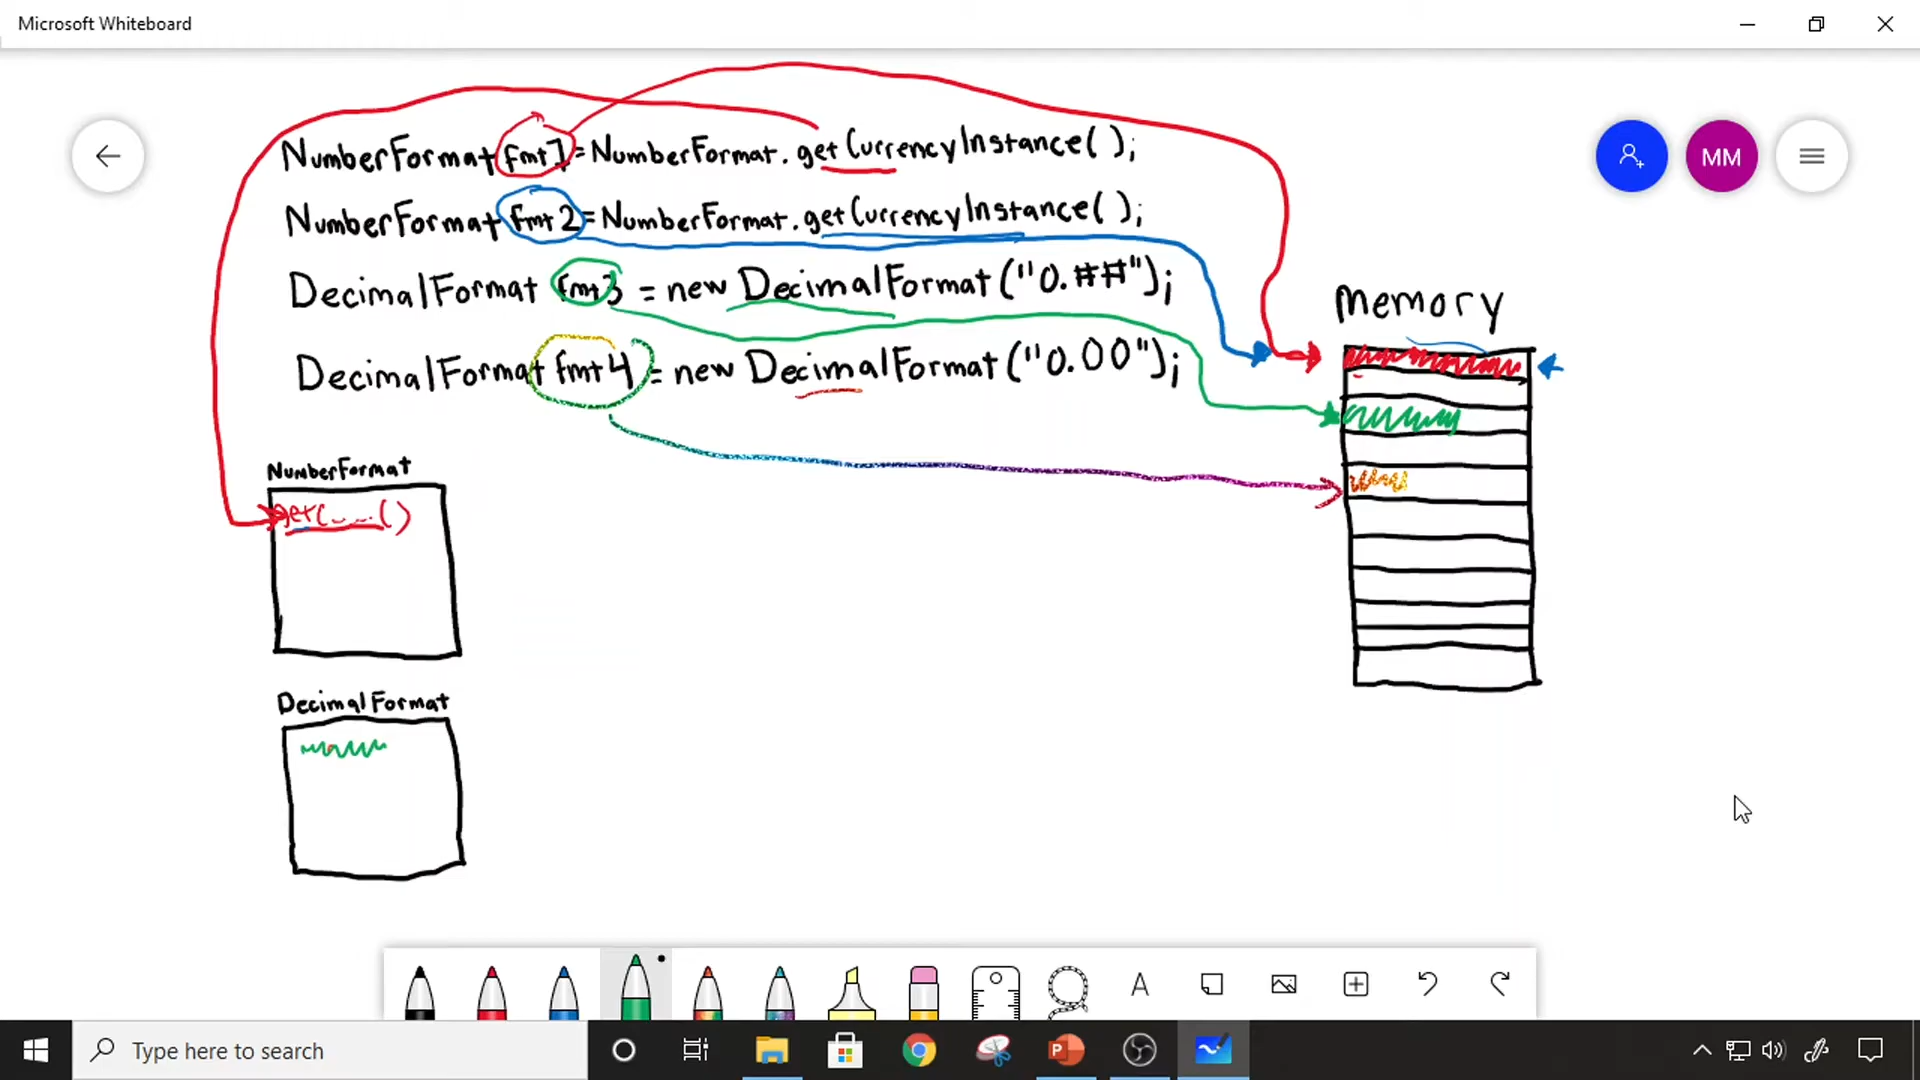 Microsoft Whiteboard
NumberFormat fmt1 = NumberFormat.getCurrencyInstance();
NumberFormat fmt2 = NumberFormat.getCurrencyInstance();
DecimalFormat fmt3 = new DecimalFormat("0.##");
DecimalFormat fmt4 = new DecimalFormat("0.00");
MM
memory
NumberFormat
get(.....()
DecimalFormat
A
Type here to search